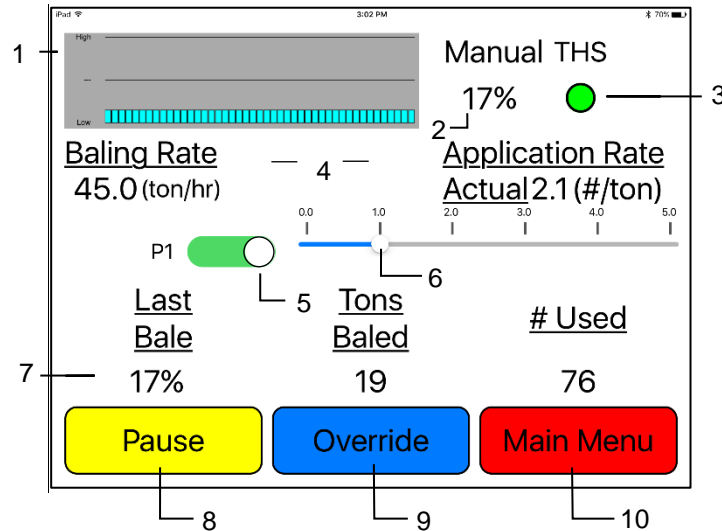 iPad 3:02 PM 70%
1 High
---
Low
Manual THS
17% 3
2
Baling Rate 4 Application Rate
45.0 (ton/hr) Actual 2.1 (#/ton)
0.0 1.0 2.0 3.0 4.0 5.0
P1
5 6
Last Bale
Tons Baled
# Used
7 17% 19 76
Pause Override Main Menu
8 9 10